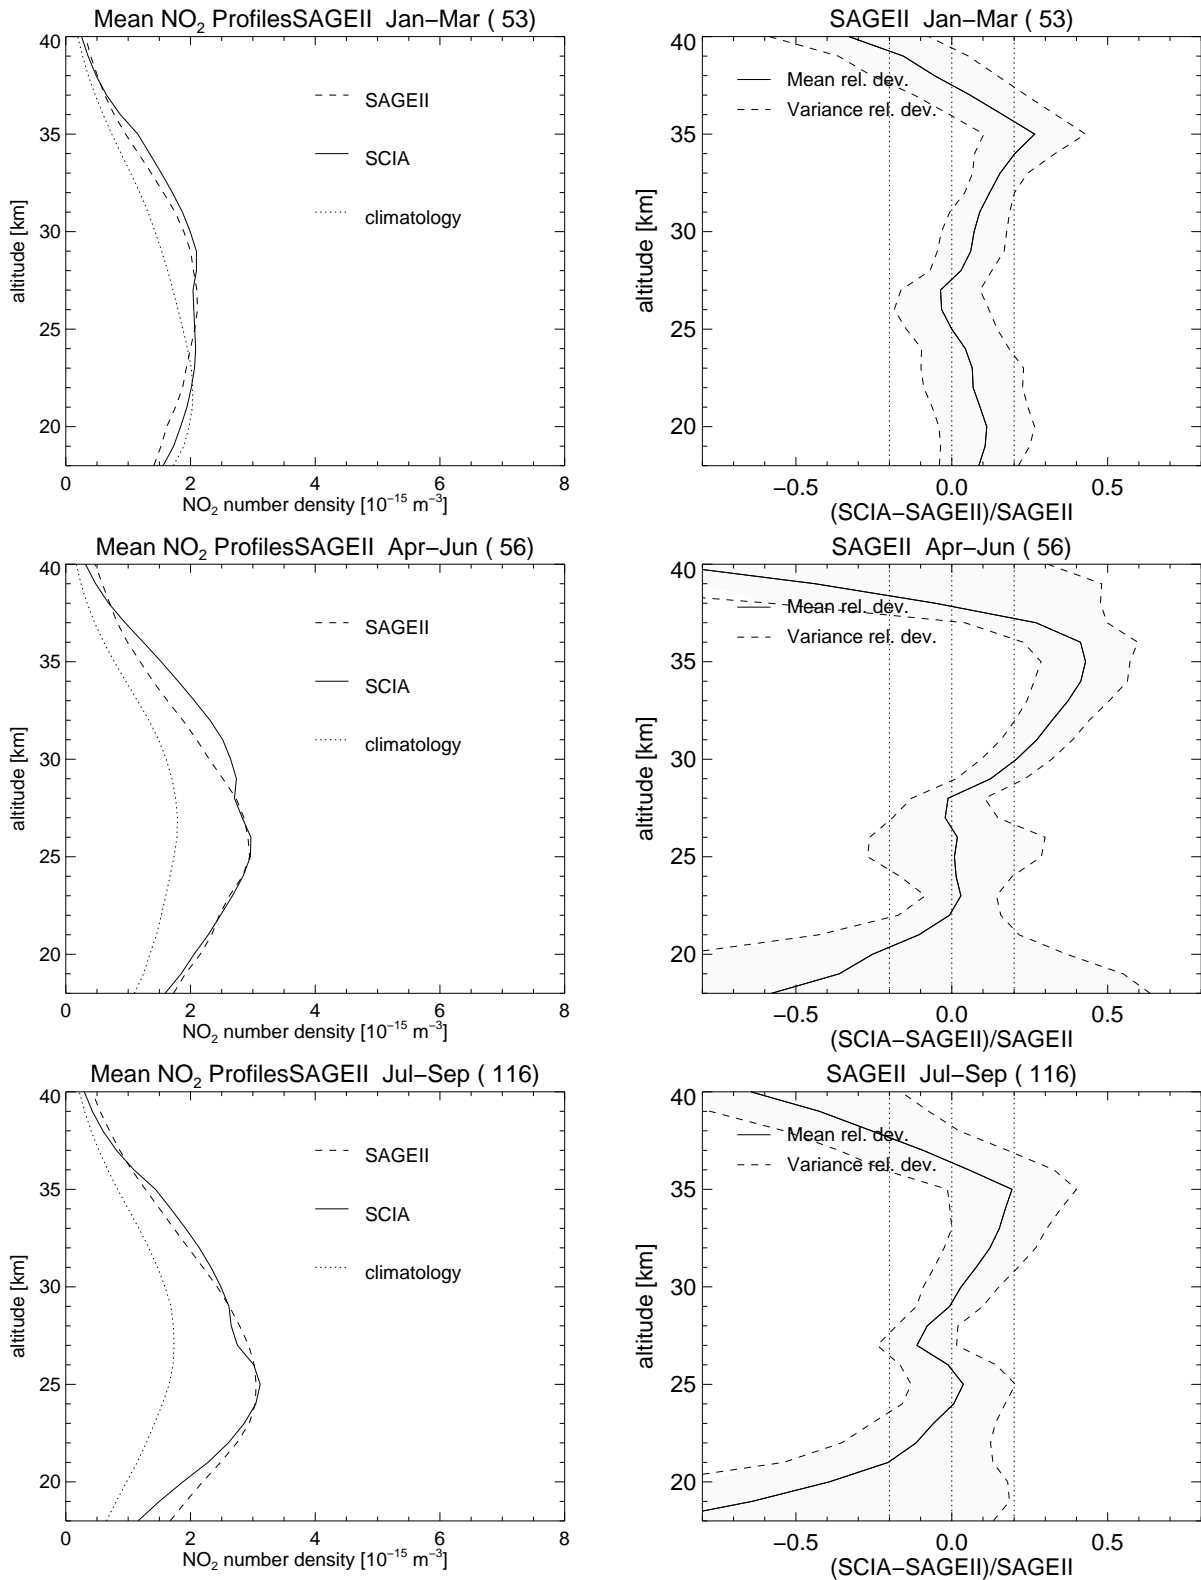 Mean NO2 ProfilesSAGEII Jan−Mar ( 53)
40
35
30
25
20
altitude [km]
SAGEII
SCIA
climatology
0 2 4 6 8
NO2 number density [10−15 m−3]
SAGEII Jan−Mar ( 53)
40
35
30
25
20
altitude [km]
Mean rel. dev.
Variance rel. dev.
−0.5 0.0 0.5
(SCIA−SAGEII)/SAGEII
Mean NO2 ProfilesSAGEII Apr−Jun ( 56)
40
35
30
25
20
altitude [km]
SAGEII
SCIA
climatology
0 2 4 6 8
NO2 number density [10−15 m−3]
SAGEII Apr−Jun ( 56)
40
35
30
25
20
altitude [km]
Mean rel. dev.
Variance rel. dev.
−0.5 0.0 0.5
(SCIA−SAGEII)/SAGEII
Mean NO2 ProfilesSAGEII Jul−Sep ( 116)
40
35
30
25
20
altitude [km]
SAGEII
SCIA
climatology
0 2 4 6 8
NO2 number density [10−15 m−3]
SAGEII Jul−Sep ( 116)
40
35
30
25
20
altitude [km]
Mean rel. dev.
Variance rel. dev.
−0.5 0.0 0.5
(SCIA−SAGEII)/SAGEII